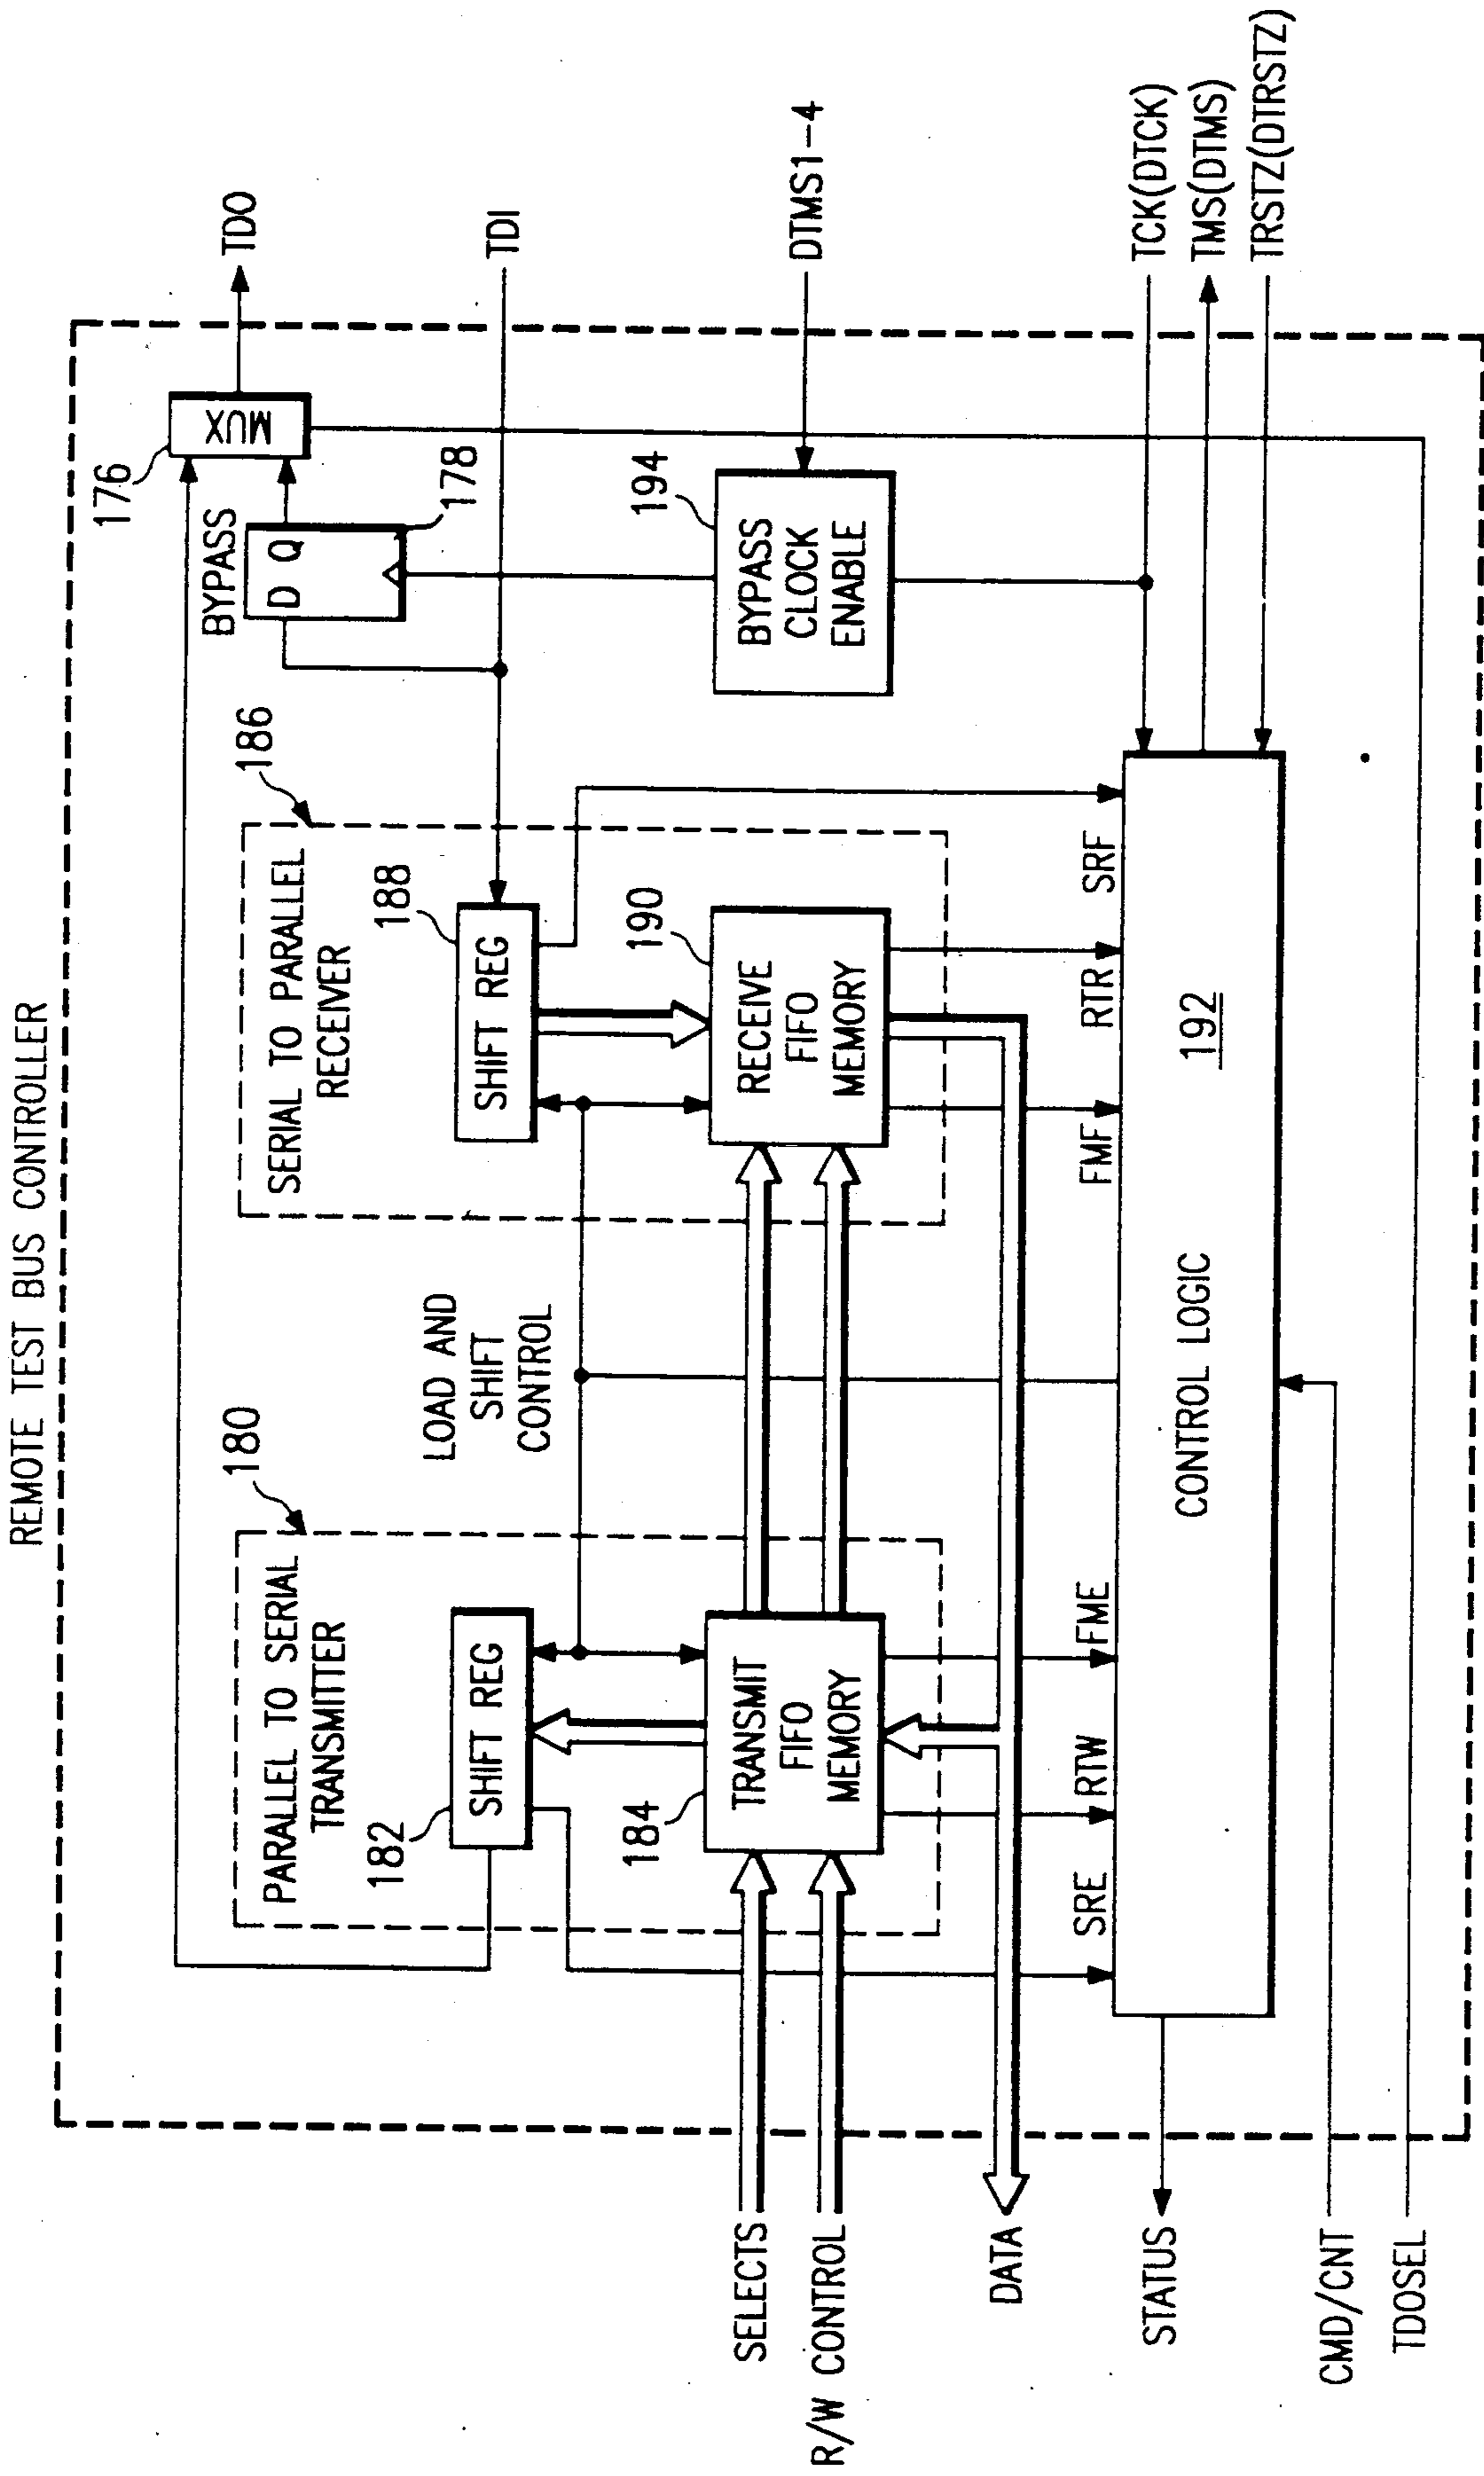 REMOTE TEST BUS CONTROLLER
176
MUX
TDO
BYPASS
D Q
178
TDI
180
PARALLEL TO SERIAL
TRANSMITTER
182
SHIFT REG
LOAD AND
SHIFT
CONTROL
186
SERIAL TO PARALLEL
RECEIVER
188
SHIFT REG
194
BYPASS
CLOCK
ENABLE
DTMS1-4
184
TRANSMIT
FIFO
MEMORY
190
RECEIVE
FIFO
MEMORY
SELECTS
R/W CONTROL
DATA
SRE
RTW
FME
FMF
RTR
SRF
CONTROL LOGIC
192
TCK(DTCK)
TMS(DTMS)
TRSTZ(DTRSTZ)
STATUS
CMD/CNT
TDOSEL